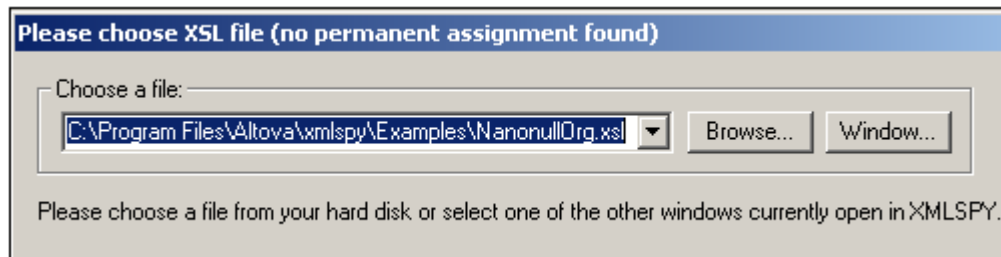 Please choose XSL file (no permanent assignment found)
Choose a file:
C:\Program Files\Altova\xmlspy\Examples\NanonullOrg.xsl Browse... Window...
Please choose a file from your hard disk or select one of the other windows currently open in XMLSPY.